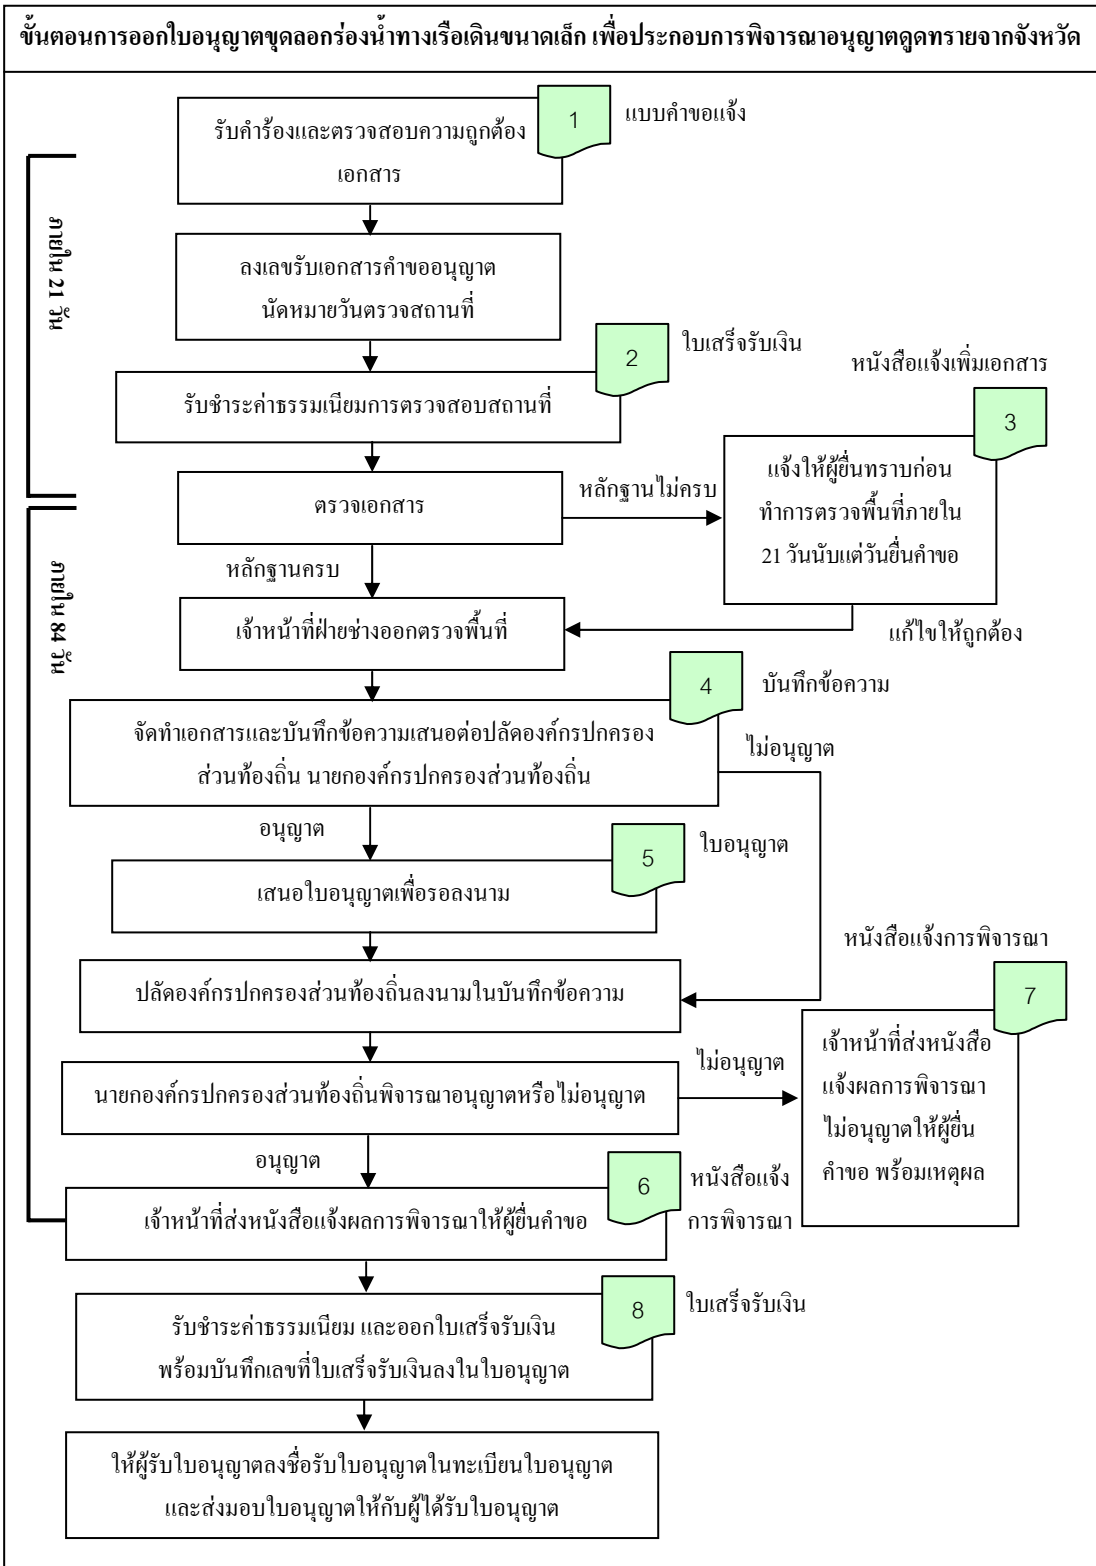 ขั้นตอนการออกใบอนุญาตขุดลอกร่องน้ำทางเรือเดินขนาดเล็ก เพื่อประกอบการพิจารณาอนุญาตดูดทรายจากจังหวัด
รับคำร้องและตรวจสอบความถูกต้อง
เอกสาร
1
แบบคำขอแจ้ง
ภายใน 21 วัน
ลงเลขรับเอกสารคำขออนุญาต
นัดหมายวันตรวจสถานที่
2
ใบเสร็จรับเงิน
รับชำระค่าธรรมเนียมการตรวจสอบสถานที่
หนังสือแจ้งเพิ่มเอกสาร
3
ตรวจเอกสาร
หลักฐานไม่ครบ
แจ้งให้ผู้ยื่นทราบก่อน
ทำการตรวจพื้นที่ภายใน
21 วันนับแต่วันยื่นคำขอ
หลักฐานครบ
ภายใน 84 วัน
เจ้าหน้าที่ฝ่ายช่างออกตรวจพื้นที่
แก้ไขให้ถูกต้อง
4
บันทึกข้อความ
จัดทำเอกสารและบันทึกข้อความเสนอต่อปลัดองค์กรปกครอง
ส่วนท้องถิ่น นายกองค์กรปกครองส่วนท้องถิ่น
ไม่อนุญาต
อนุญาต
5
ใบอนุญาต
เสนอใบอนุญาตเพื่อรอลงนาม
หนังสือแจ้งการพิจารณา
ปลัดองค์กรปกครองส่วนท้องถิ่นลงนามในบันทึกข้อความ
7
นายกองค์กรปกครองส่วนท้องถิ่นพิจารณาอนุญาตหรือไม่อนุญาต
ไม่อนุญาต
เจ้าหน้าที่ส่งหนังสือ
แจ้งผลการพิจารณา
ไม่อนุญาตให้ผู้ยื่น
คำขอ พร้อมเหตุผล
อนุญาต
6
หนังสือแจ้ง
การพิจารณา
เจ้าหน้าที่ส่งหนังสือแจ้งผลการพิจารณาให้ผู้ยื่นคำขอ
8
ใบเสร็จรับเงิน
รับชำระค่าธรรมเนียม และออกใบเสร็จรับเงิน
พร้อมบันทึกเลขที่ใบเสร็จรับเงินลงในใบอนุญาต
ให้ผู้รับใบอนุญาตลงชื่อรับใบอนุญาตในทะเบียนใบอนุญาต
และส่งมอบใบอนุญาตให้กับผู้ได้รับใบอนุญาต